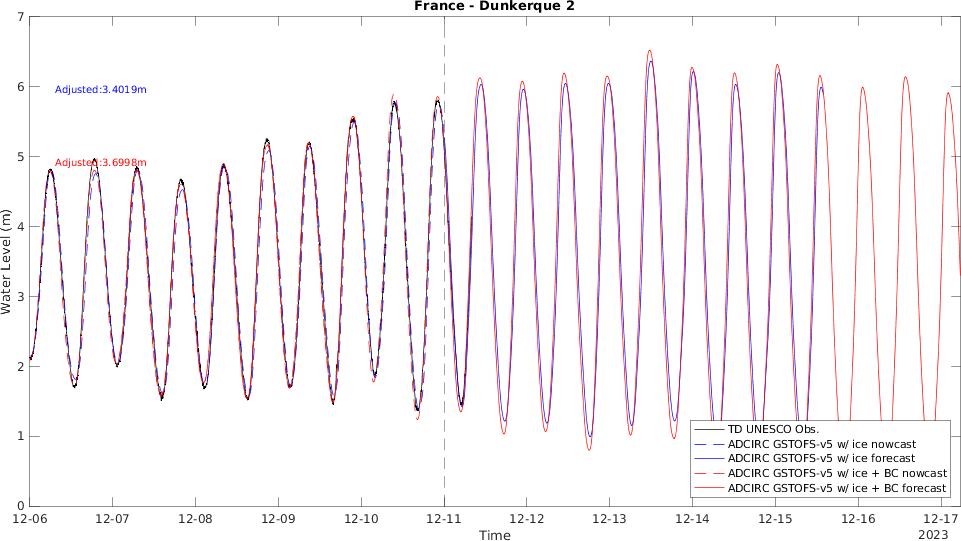 France - Dunkerque 2
7
6
5
4
3
2
1
0
Water Level (m)
Adjusted:3.4019m
Adjusted:3.6998m
TD UNESCO Obs.
ADCIRC GSTOFS-v5 w/ ice nowcast
ADCIRC GSTOFS-v5 w/ ice forecast
ADCIRC GSTOFS-v5 w/ ice + BC nowcast
ADCIRC GSTOFS-v5 w/ ice + BC forecast
12-06 12-07 12-08 12-09 12-10 12-11 12-12 12-13 12-14 12-15 12-16 12-17
Time
2023